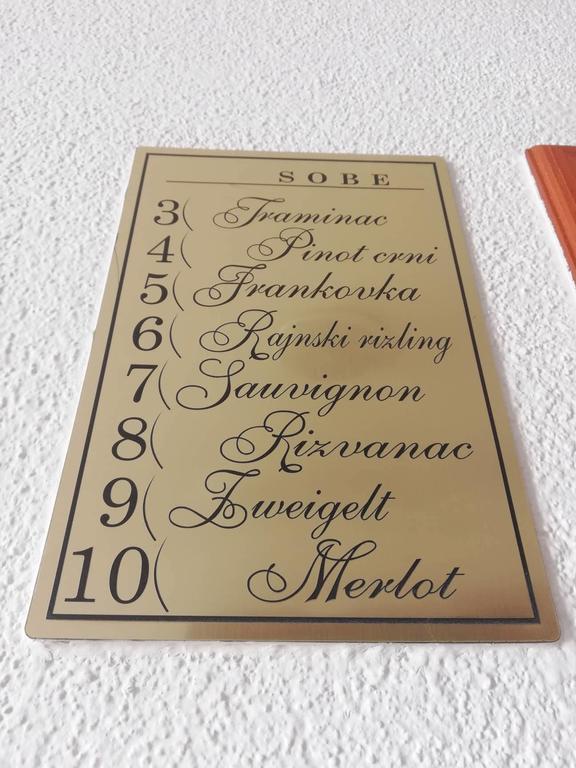 SOBE
3( Traminac
4( Pinot crni
5( Frankovka
6( Rajnski rizling
7( Sauvignon
8( Rizvanac
9( Zweigelt
10( Merlot